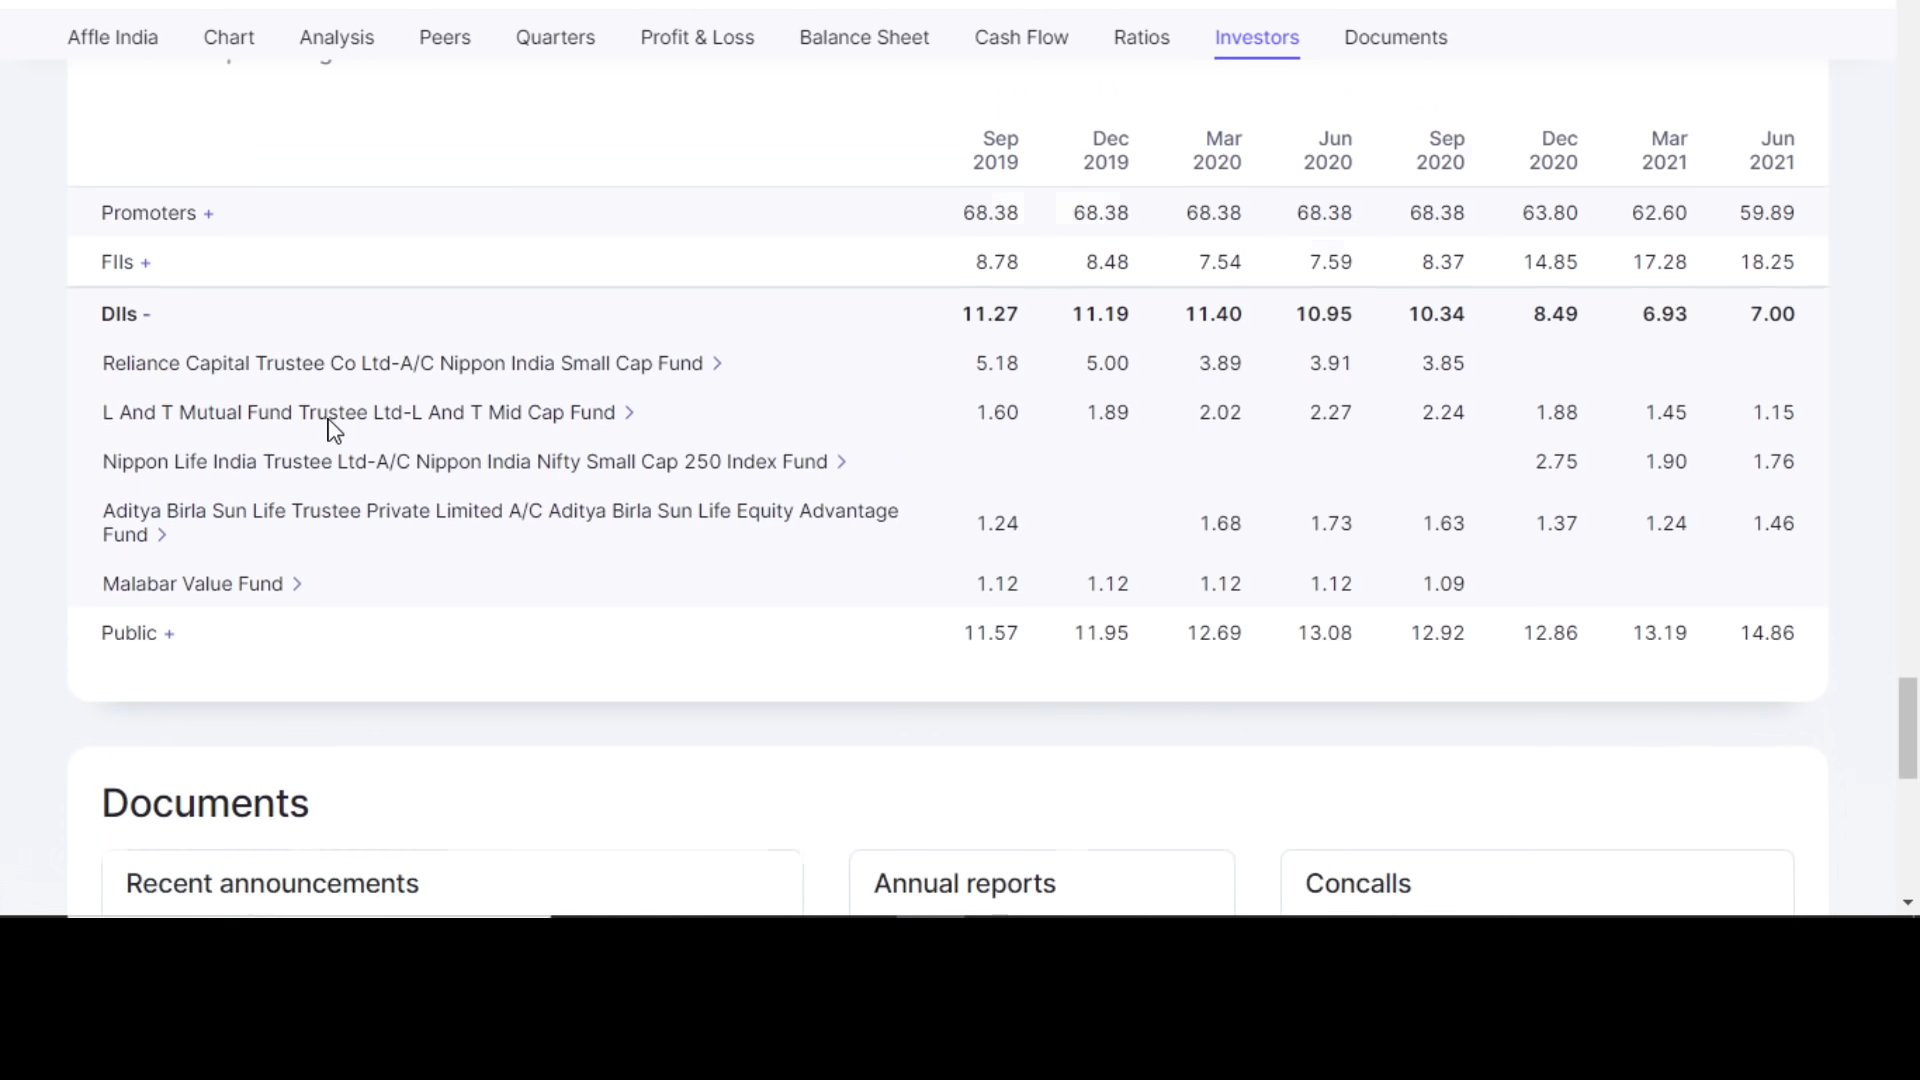 Affle India Chart Analysis Peers Quarters Profit & Loss Balance Sheet Cash Flow Ratios Investors Documents
Sep Dec Mar Jun Sep Dec Mar Jun
2019 2019 2020 2020 2020 2020 2021 2021
Promoters + 68.38 68.38 68.38 68.38 68.38 63.80 62.60 59.89
FIIs + 8.78 8.48 7.54 7.59 8.37 14.85 17.28 18.25
DIIs - 11.27 11.19 11.40 10.95 10.34 8.49 6.93 7.00
Reliance Capital Trustee Co Ltd-A/C Nippon India Small Cap Fund > 5.18 5.00 3.89 3.91 3.85
L And T Mutual Fund Trustee Ltd-L And T Mid Cap Fund > 1.60 1.89 2.02 2.27 2.24 1.88 1.45 1.15
Nippon Life India Trustee Ltd-A/C Nippon India Nifty Small Cap 250 Index Fund > 2.75 1.90 1.76
Aditya Birla Sun Life Trustee Private Limited A/C Aditya Birla Sun Life Equity Advantage
Fund > 1.24 1.68 1.73 1.63 1.37 1.24 1.46
Malabar Value Fund > 1.12 1.12 1.12 1.12 1.09
Public + 11.57 11.95 12.69 13.08 12.92 12.86 13.19 14.86
Documents
Recent announcements Annual reports Concalls